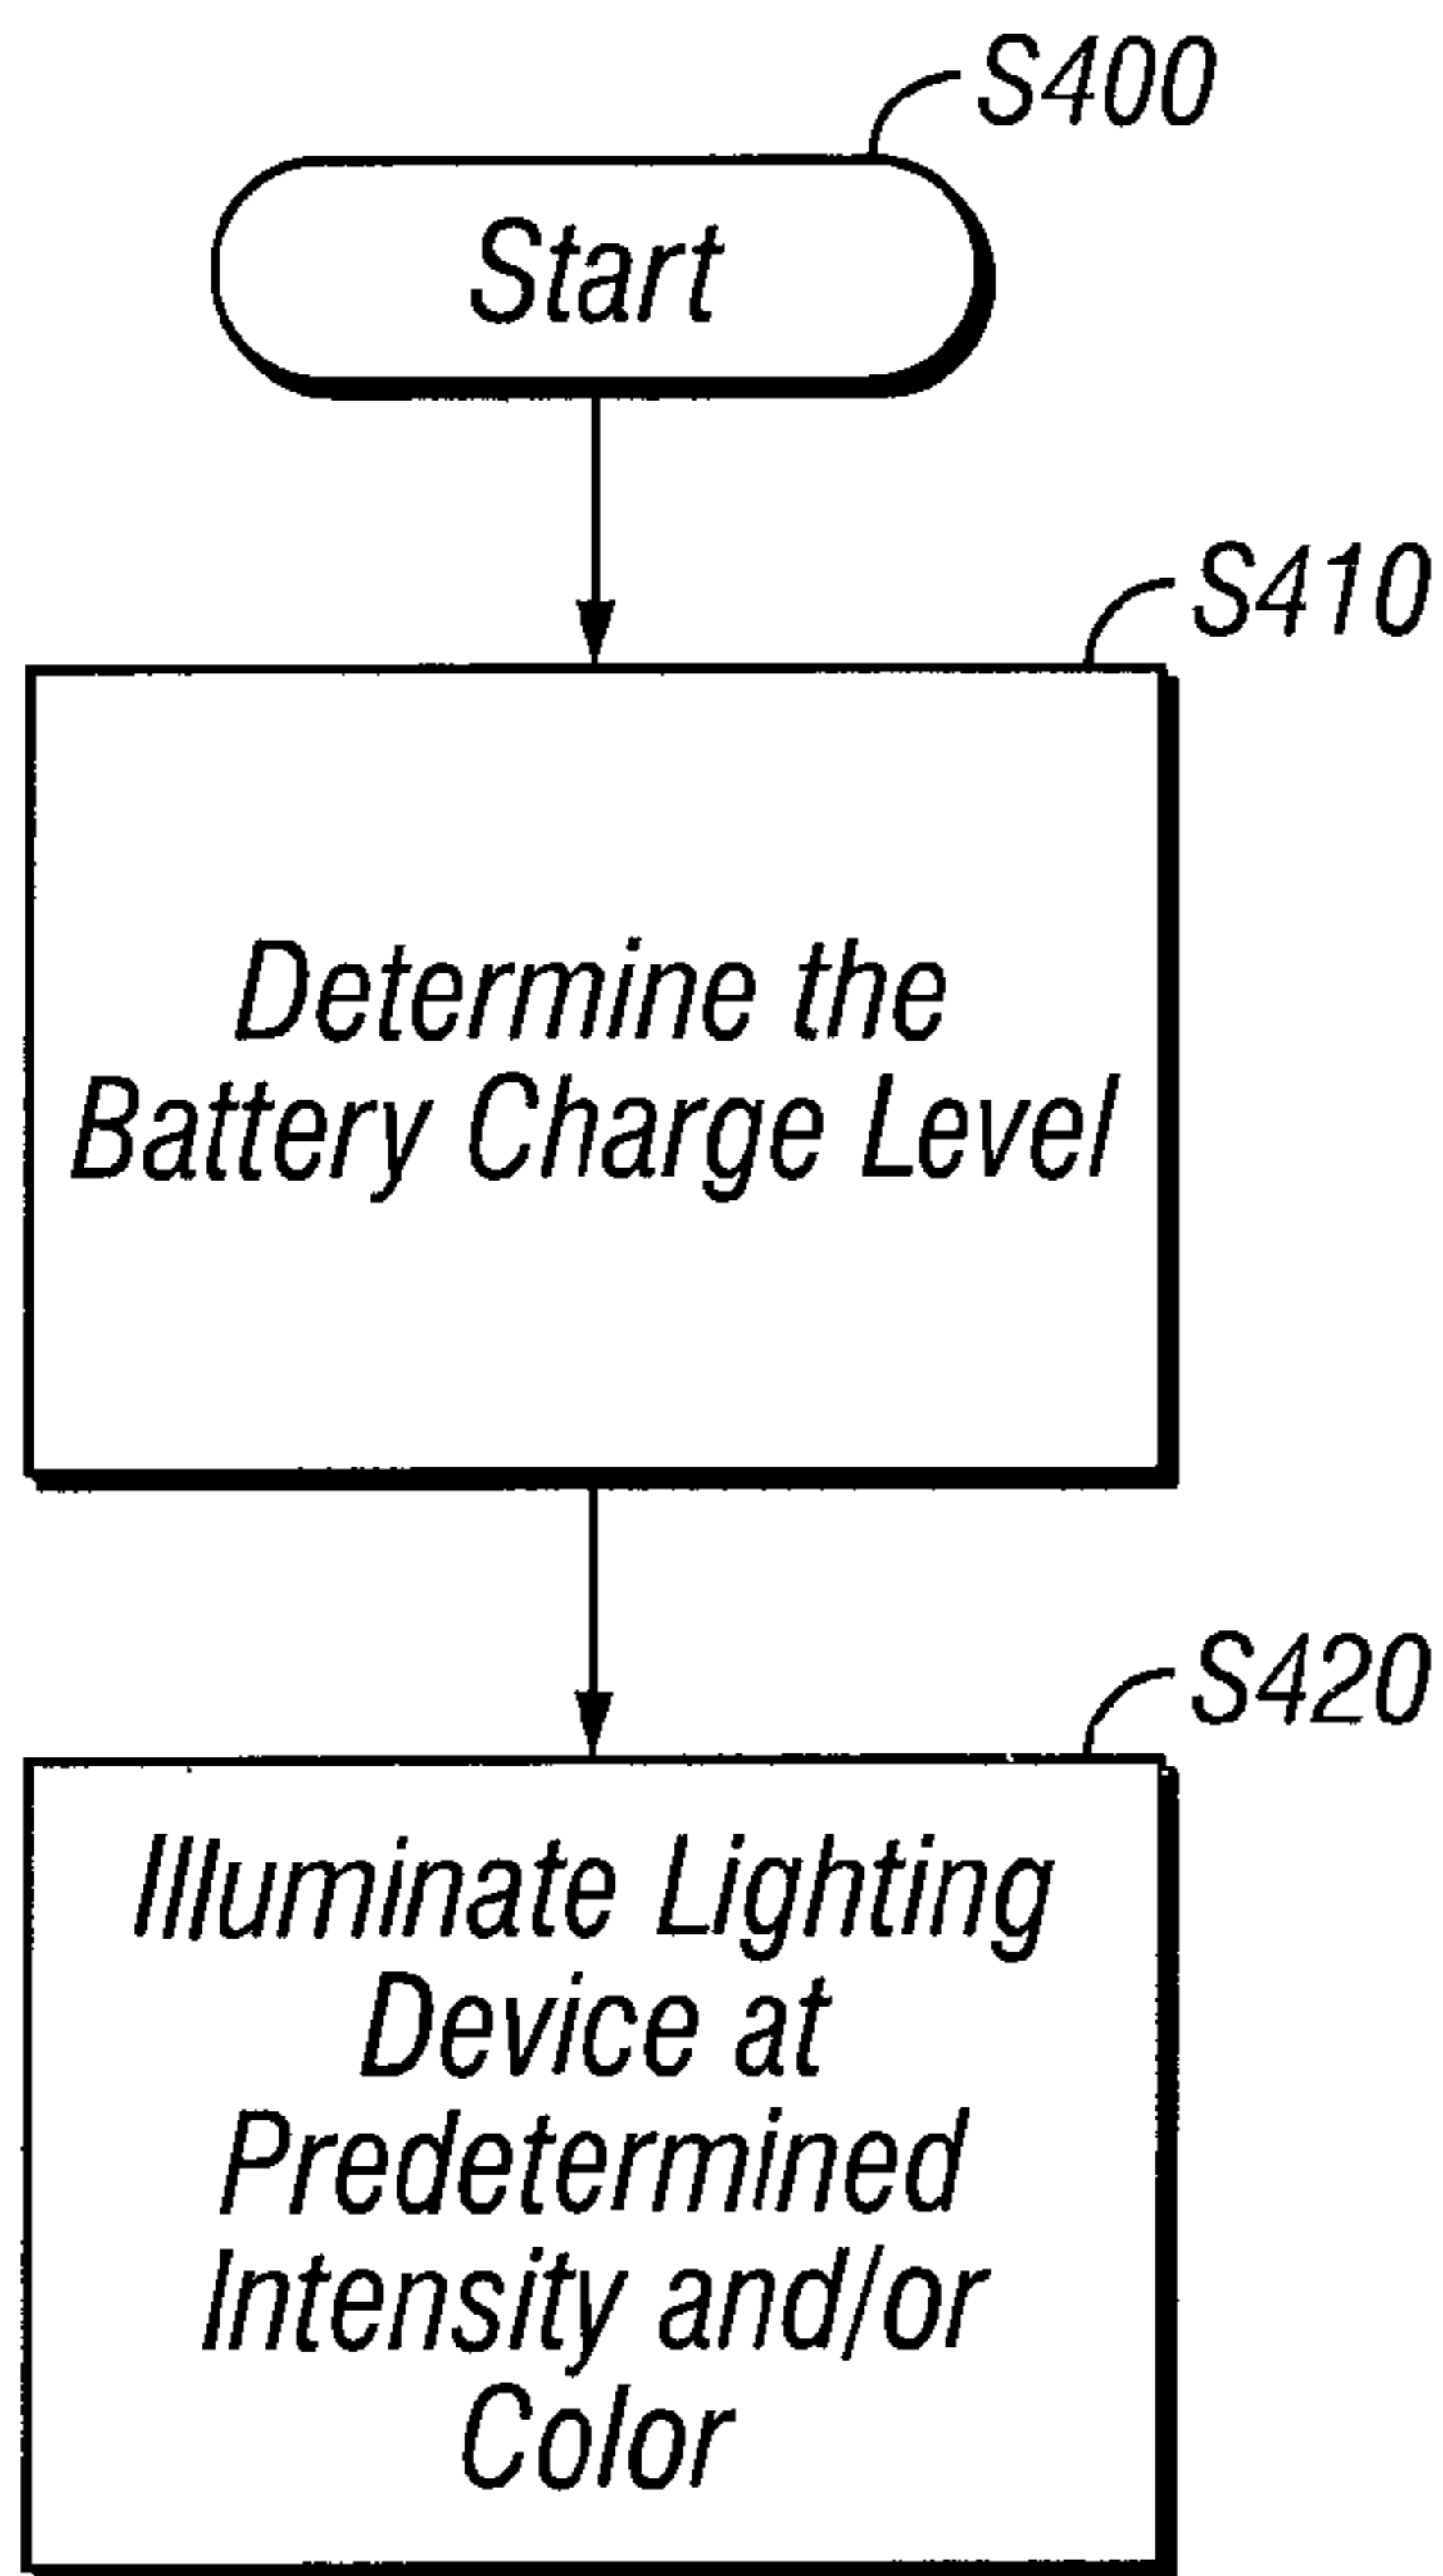 S400
Start
S410
Determine the
Battery Charge Level
S420
Illuminate Lighting
Device at
Predetermined
Intensity and/or
Color